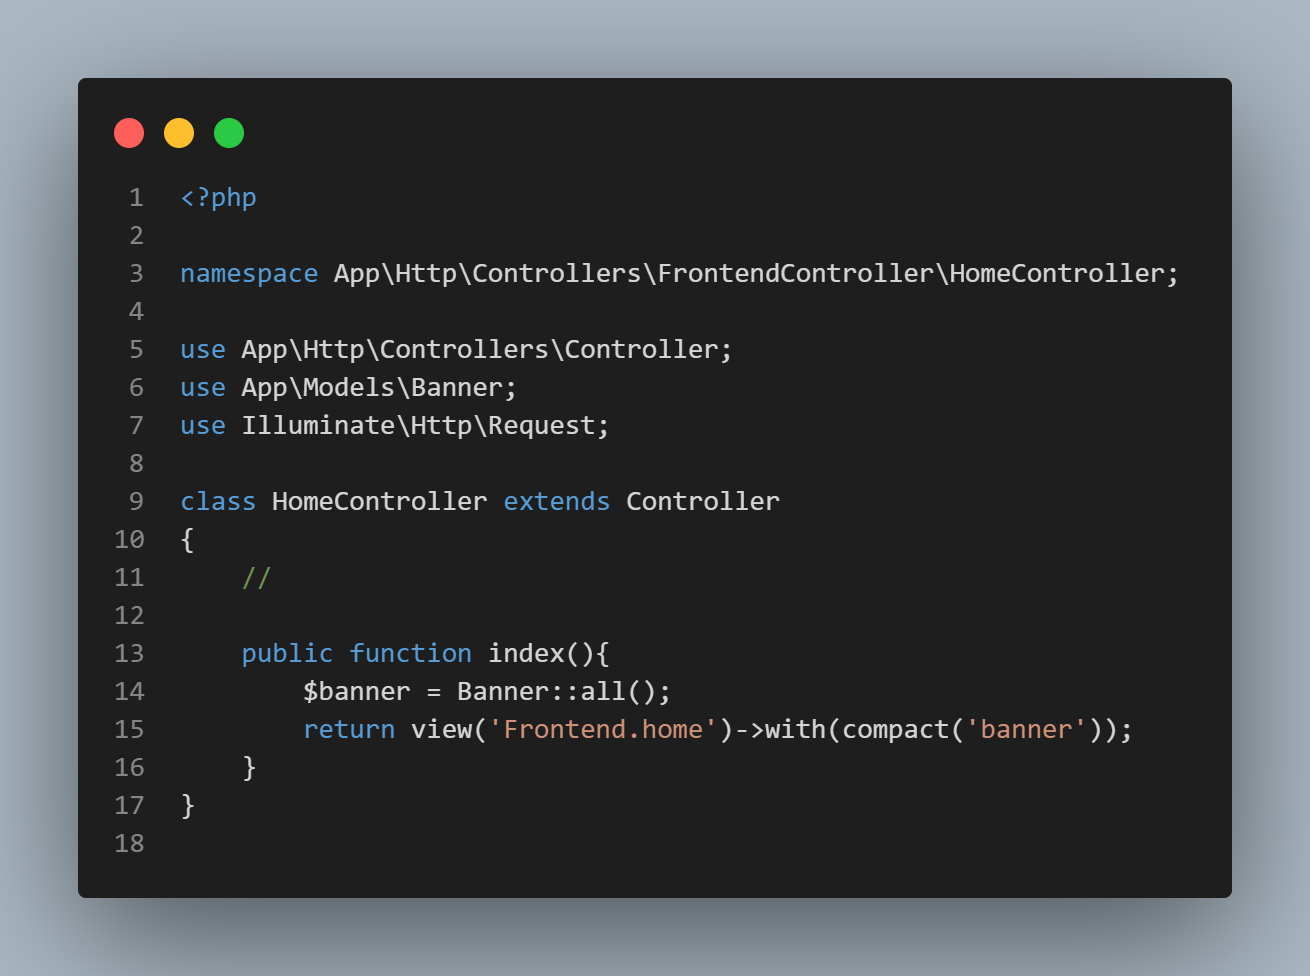 1 <?php
2
3 namespace App\Http\Controllers\FrontendController\HomeController;
4
5 use App\Http\Controllers\Controller;
6 use App\Models\Banner;
7 use Illuminate\Http\Request;
8
9 class HomeController extends Controller
10 {
11     //
12
13     public function index(){
14         $banner = Banner::all();
15         return view('Frontend.home')->with(compact('banner'));
16     }
17 }
18